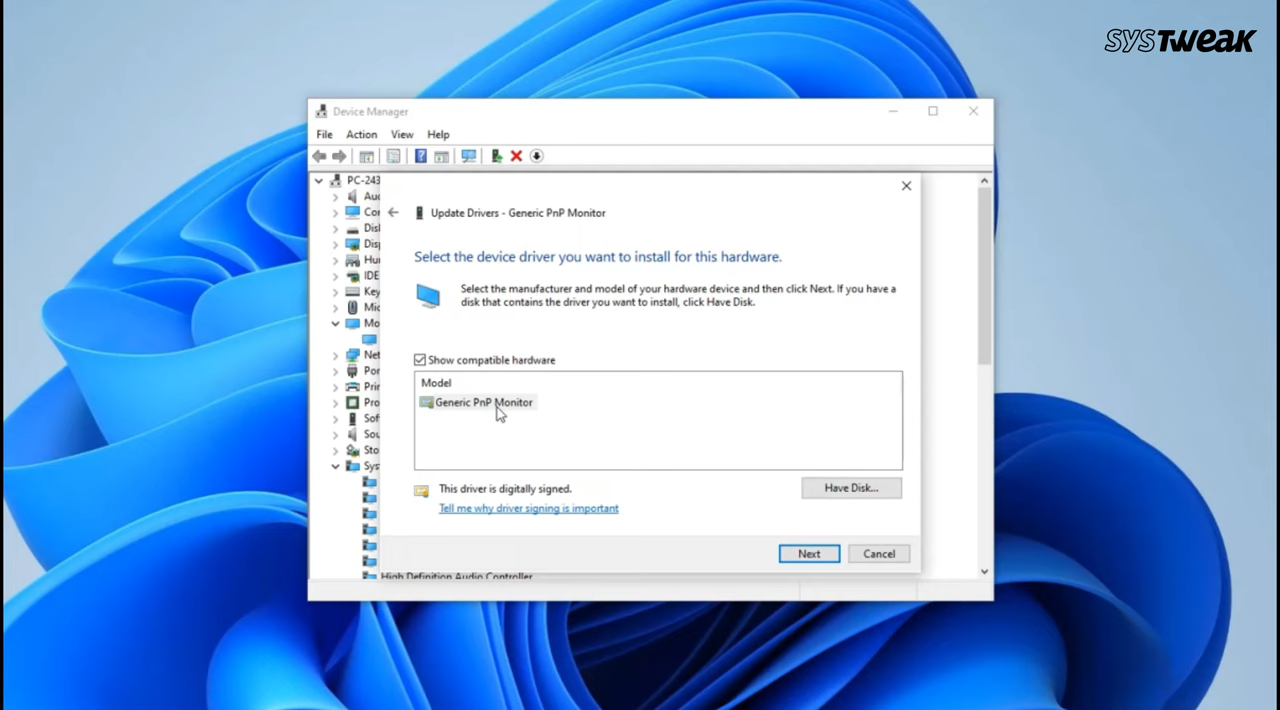 SYSTWEAK
Device Manager
File Action View Help
PC-243
Update Drivers - Generic PnP Monitor
Select the device driver you want to install for this hardware.
Select the manufacturer and model of your hardware device and then click Next. If you have a
disk that contains the driver you want to install, click Have Disk.
Show compatible hardware
Model
Generic PnP Monitor
This driver is digitally signed.
Have Disk...
Tell me why driver signing is important
Next
Cancel
High Definition Audio Controller